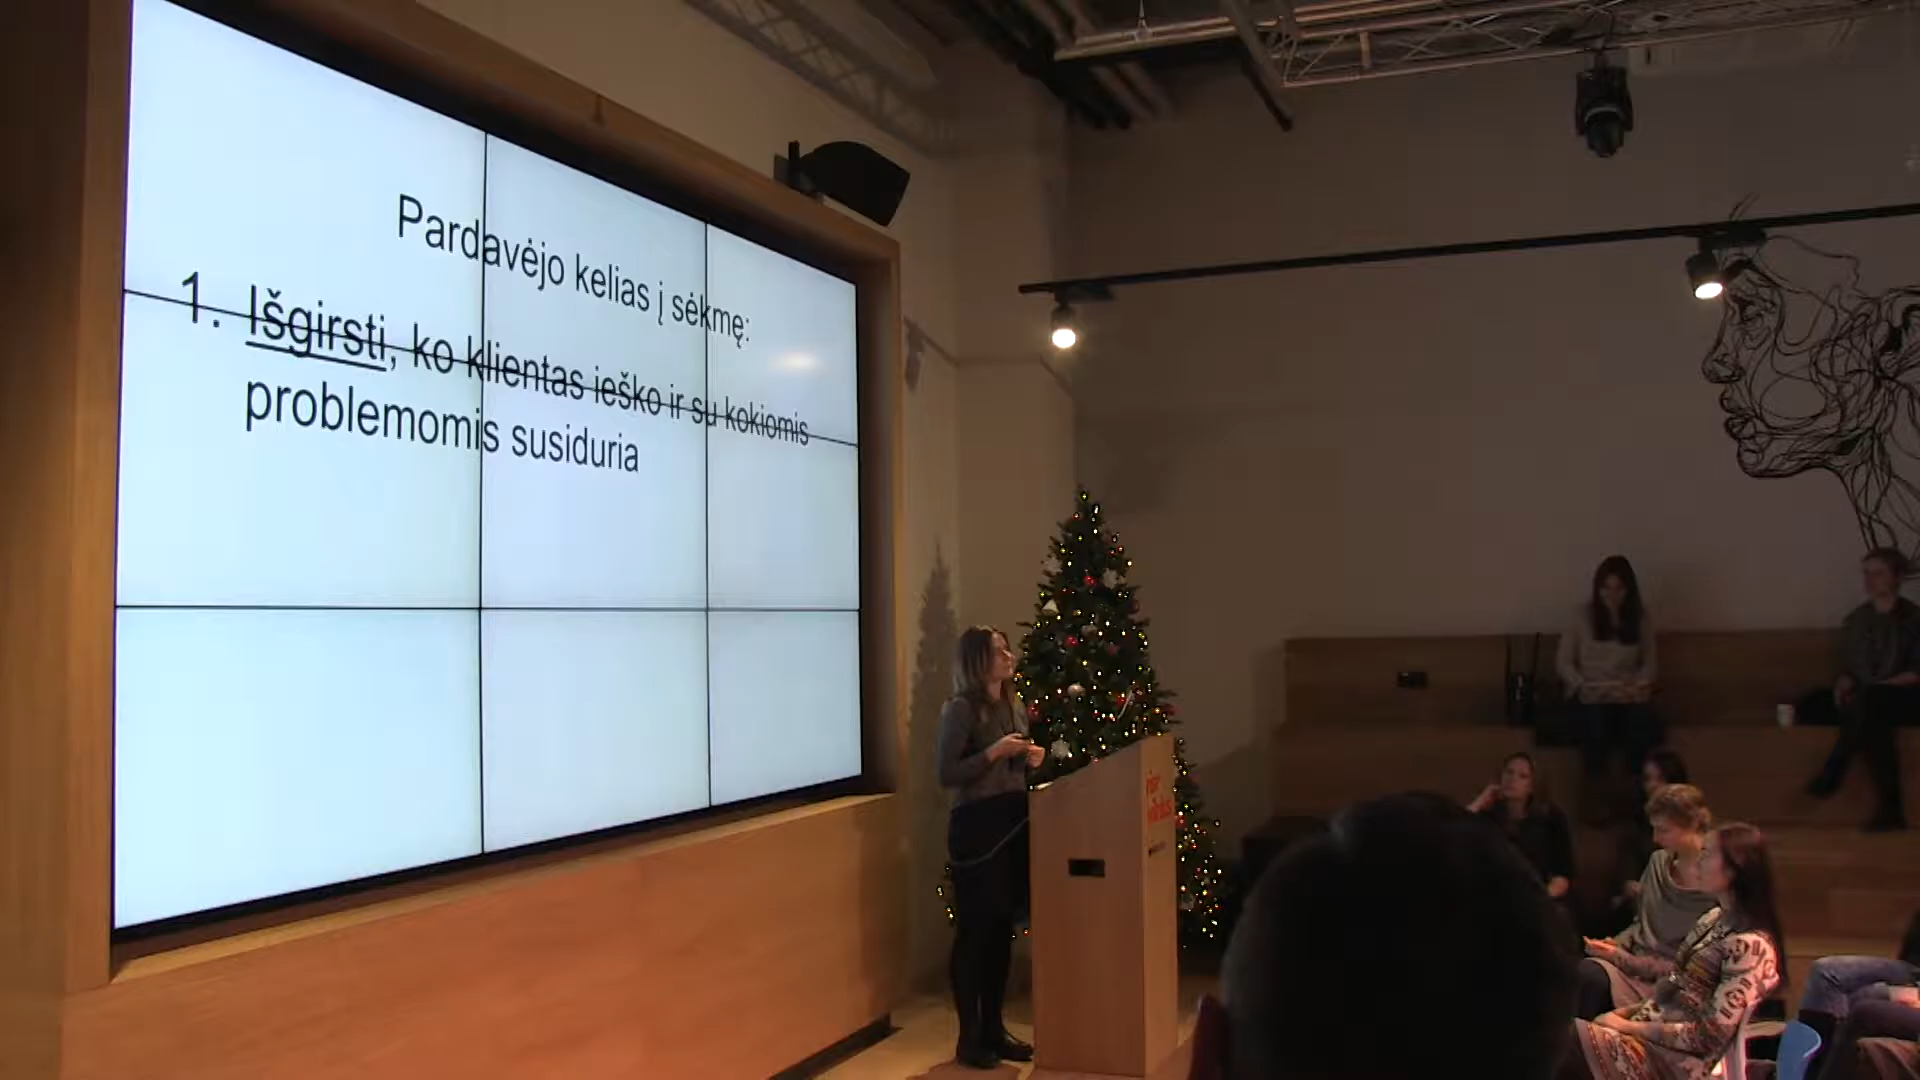 Pardavėjo kelias į sėkmę:
1. Išgirsti, ko klientas ieško ir su kokiomis
problemomis susiduria